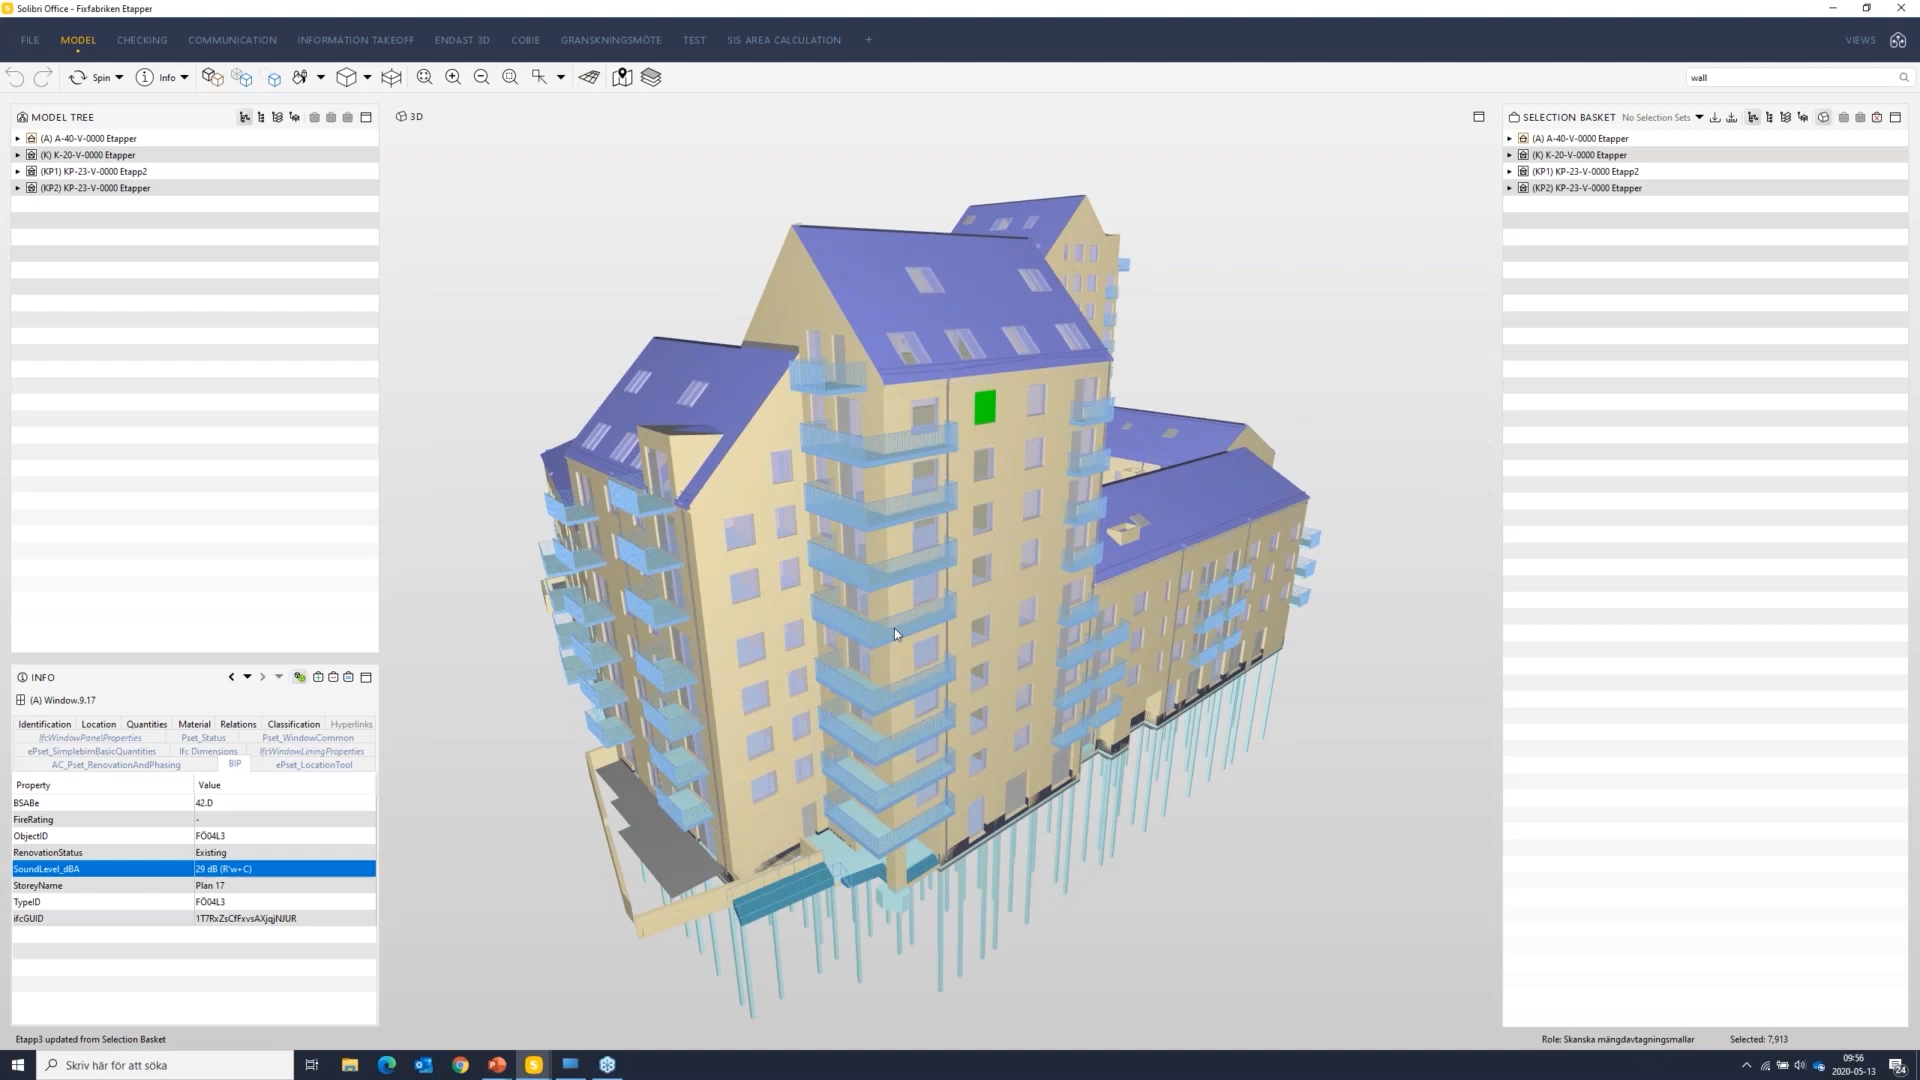 Solibri Office - Fixfabriken Etapper
FILE MODEL CHECKING COMMUNICATION INFORMATION TAKEOFF ENDAST 3D COBIE GRANSKNINGSMÖTE TEST SIS AREA CALCULATION + VIEWS
Spin Info wall
MODEL TREE
(A) A-40-V-0000 Etapper
(K) K-20-V-0000 Etapper
(KP1) KP-23-V-0000 Etapp2
(KP2) KP-23-V-0000 Etapper
3D
SELECTION BASKET No Selection Sets
(A) A-40-V-0000 Etapper
(K) K-20-V-0000 Etapper
(KP1) KP-23-V-0000 Etapp2
(KP2) KP-23-V-0000 Etapper
INFO
(A) Window.9.17
Identification Location Quantities Material Relations Classification Hyperlinks
IfcWindowPanelProperties Pset_Status Pset_WindowCommon
ePset_SimplebimBasicQuantities Ifc Dimensions IfcWindowLiningProperties
AC_Pset_RenovationAndPhasing BIP ePset_LocationTool
Property Value
BSABe 42.D
FireRating -
ObjectID FÖ04L3
RenovationStatus Existing
SoundLevel_dBA 29 dB (R'w+C)
StoreyName Plan 17
TypeID FÖ04L3
ifcGUID 1T7RxZsCfFxvsAXjqjNJUR
Etapp3 updated from Selection Basket
Role: Skanska mängdavtagningsmallar Selected: 7,913
Skriv här för att söka
09:56
2020-05-13
24